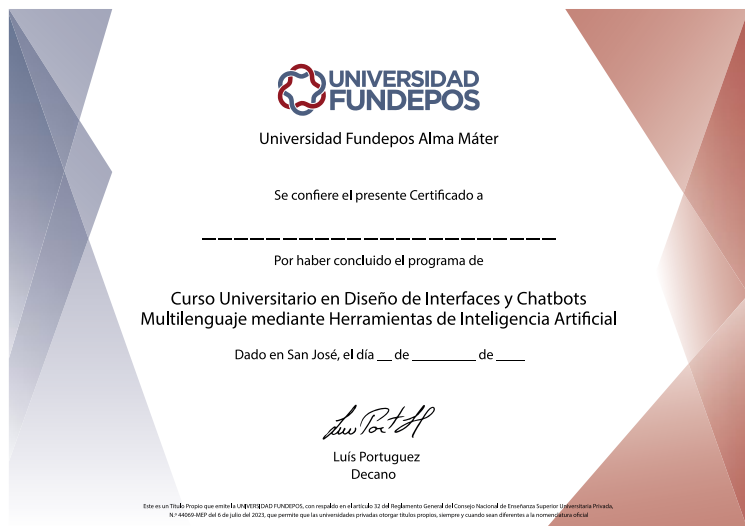 UNIVERSIDAD
FUNDEPOS
Universidad Fundepos Alma Máter
Se confiere el presente Certificado a
Por haber concluido el programa de
Curso Universitario en Diseño de Interfaces y Chatbots
Multilenguaje mediante Herramientas de Inteligencia Artificial
Dado en San José, el día __ de ________ de ____
Luís Portuguez
Decano
Este es un Título Propio que emite la UNIVERSIDAD FUNDEPOS, con respaldo en el artículo 32 del Reglamento General del Consejo Nacional de Enseñanza Superior Universitaria Privada,
N.º 44069-MEP del 6 de julio del 2023, que permite que las universidades privadas otorgar títulos propios, siempre y cuando sean diferentes a la nomenclatura oficial